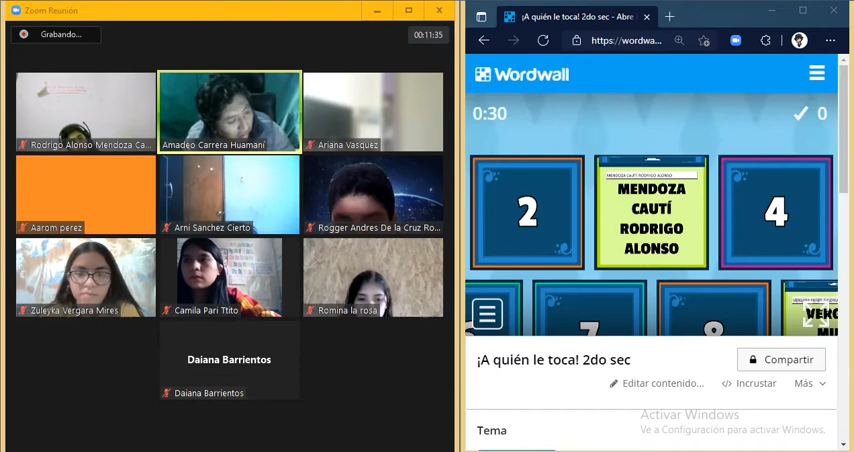 Zoom Reunión
Grabando...
00:11:35
Rodrigo Alonso Mendoza Ca...
Amadeo Carrera Huamaní
Ariana Vasquez
Aarom perez
Arni Sanchez Cierto
Rogger Andres De la Cruz Ro...
Zuleyka Vergara Mires
Camila Pari Ttito
Romina la rosa
Daiana Barrientos
Daiana Barrientos
¡A quién le toca! 2do sec - Abre
https://wordwa...
Wordwall
0:30
0
2
MENDOZA CAUTÍ RODRIGO ALONSO
MENDOZA
CAUTÍ
RODRIGO
ALONSO
4
7
8
¡A quién le toca! 2do sec
Compartir
Editar contenido...
Incrustar
Más
Activar Windows
Ve a Configuración para activar Windows.
Tema